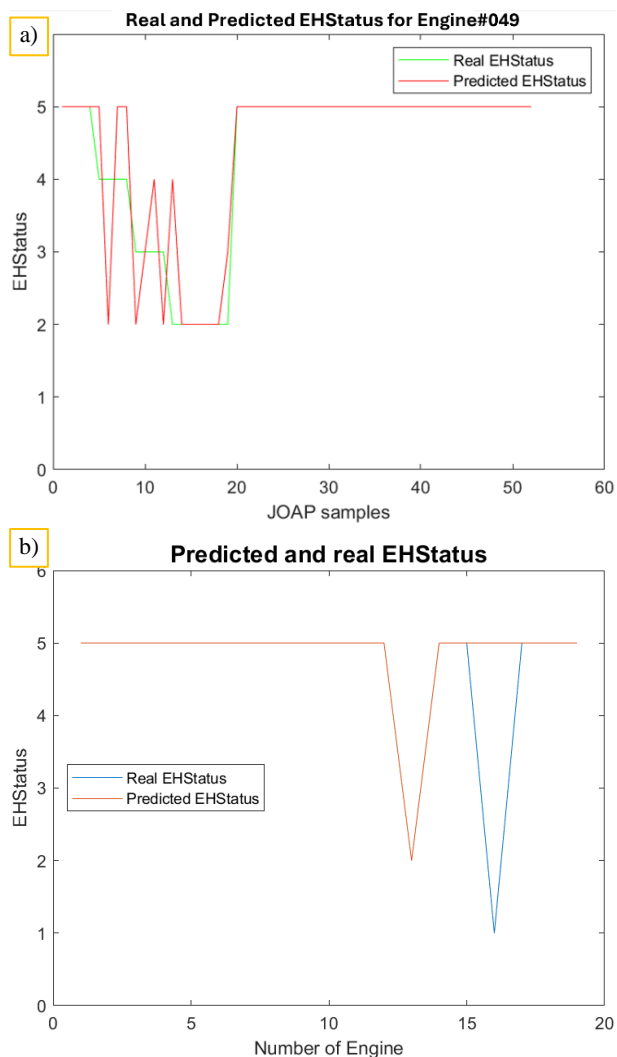 a)
Real and Predicted EHStatus for Engine#049
Real EHStatus
Predicted EHStatus
5
4
3
2
1
0
EHStatus
0 10 20 30 40 50 60
JOAP samples
b)
Predicted and real EHStatus
6
5
4
3
2
1
0
EHStatus
Real EHStatus
Predicted EHStatus
0 5 10 15 20
Number of Engine